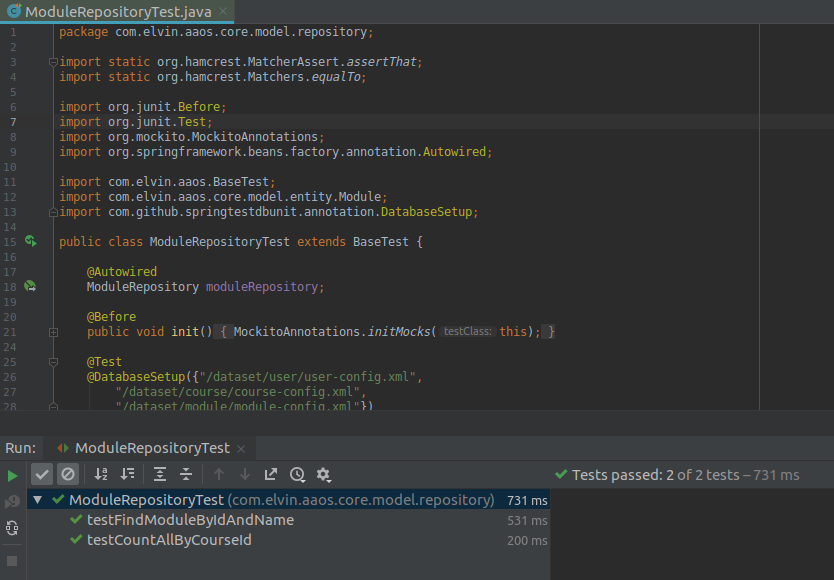 ModuleRepositoryTest.java
1 package com.elvin.aaos.core.model.repository;
2
3 import static org.hamcrest.MatcherAssert.assertThat;
4 import static org.hamcrest.Matchers.equalTo;
5
6 import org.junit.Before;
7 import org.junit.Test;
8 import org.mockito.MockitoAnnotations;
9 import org.springframework.beans.factory.annotation.Autowired;
10
11 import com.elvin.aaos.BaseTest;
12 import com.elvin.aaos.core.model.entity.Module;
13 import com.github.springtestdbunit.annotation.DatabaseSetup;
14
15 public class ModuleRepositoryTest extends BaseTest {
16
17 @Autowired
18 ModuleRepository moduleRepository;
19
20 @Before
21 public void init() { MockitoAnnotations.initMocks( testClass: this); }
24
25 @Test
26 @DatabaseSetup({"/dataset/user/user-config.xml",
27 "/dataset/course/course-config.xml",
28 "/dataset/module/module-config.xml"})
Run: ModuleRepositoryTest
Tests passed: 2 of 2 tests – 731 ms
ModuleRepositoryTest (com.elvin.aaos.core.model.repository) 731 ms
testFindModuleByIdAndName 531 ms
testCountAllByCourseId 200 ms